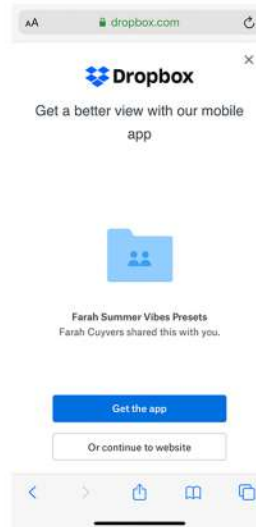 AA dropbox.com
Dropbox
Get a better view with our mobile
app
Farah Summer Vibes Presets
Farah Cuyvers shared this with you.
Get the app
Or continue to website